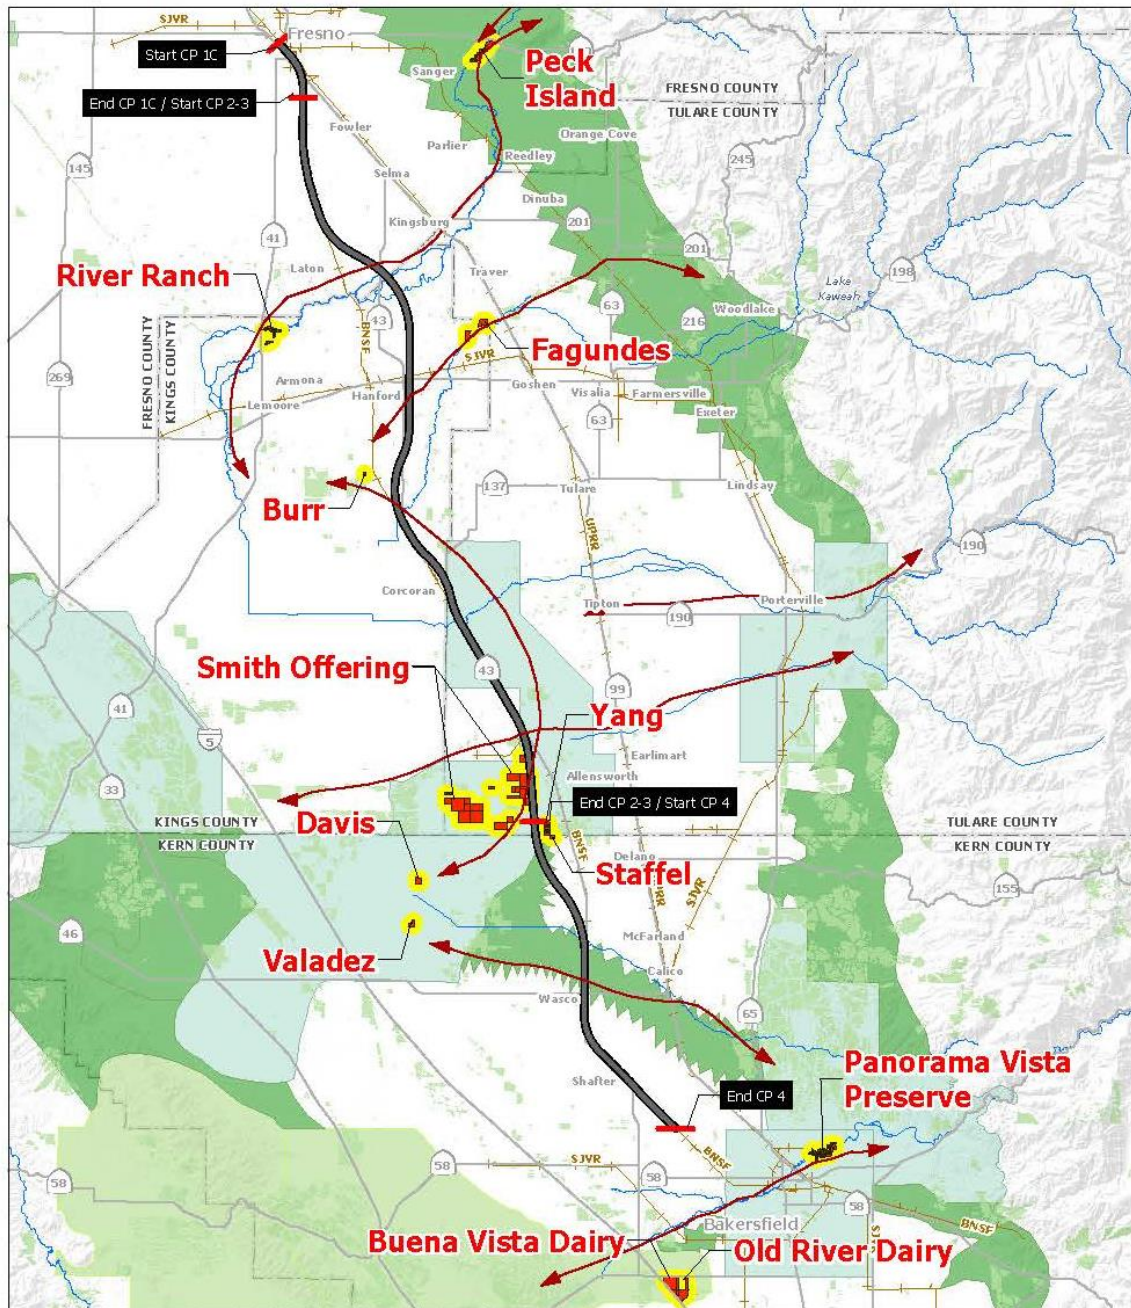 SJVR
Fresno
Start CP 1C
Sanger
Peck
Island
FRESNO COUNTY
TULARE COUNTY
End CP 1C / Start CP 2-3
Fowler
Parlier
Orange Cove
Reedley
245
145
Selma
Dinuba
Kingsburg
201
201
41
Laton
Traver
198
Lake
Kaweah
River Ranch
63
Woodlake
43
216
BNSF
Fagundes
SJVR
FRESNO COUNTY
KINGS COUNTY
269
Armona
Hanford
Goshen
Visalia
Farmersville
Lemoore
Exeter
63
Burr
137
Tulare
Lindsay
UPRR
190
Corcoran
Tipton
Porterville
190
Smith Offering
43
99
Yang
41
5
Earlimart
Allensworth
33
End CP 2-3 / Start CP 4
KINGS COUNTY
KERN COUNTY
Davis
TULARE COUNTY
KERN COUNTY
BNSF
Delano
Staffel
SJVR
155
46
McFarland
Valadez
Calico
Wasco
65
Shafter
End CP 4
Panorama Vista
Preserve
SJVR
BNSF
58
58
58
58
Bakersfield
SJVR
BNSF
Buena Vista Dairy
Old River Dairy